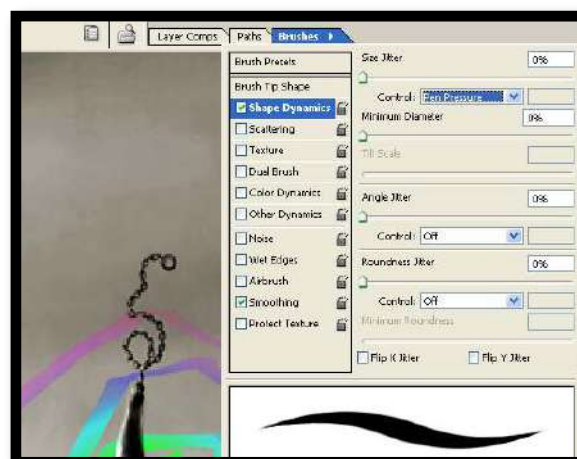 Layer Comps Paths Brushes
Brush Presets
Brush Tip Shape
Shape Dynamics
Scattering
Texture
Dual Brush
Color Dynamics
Other Dynamics
Noise
Wet Edges
Airbrush
Smoothing
Protect Texture
Size Jitter 0%
Control: Pen Pressure
Minimum Diameter 0%
Tilt Scale
Angle Jitter 0%
Control: Off
Roundness Jitter 0%
Control: Off
Minimum Roundness
Flip X Jitter Flip Y Jitter